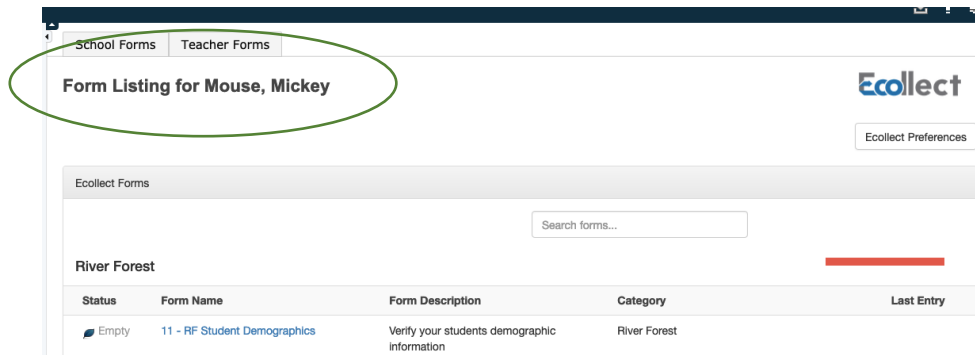 School Forms Teacher Forms
Form Listing for Mouse, Mickey
Ecollect
Ecollect Preferences
Ecollect Forms
Search forms...
River Forest
Status Form Name Form Description Category Last Entry
Empty 11 - RF Student Demographics Verify your students demographic River Forest
information